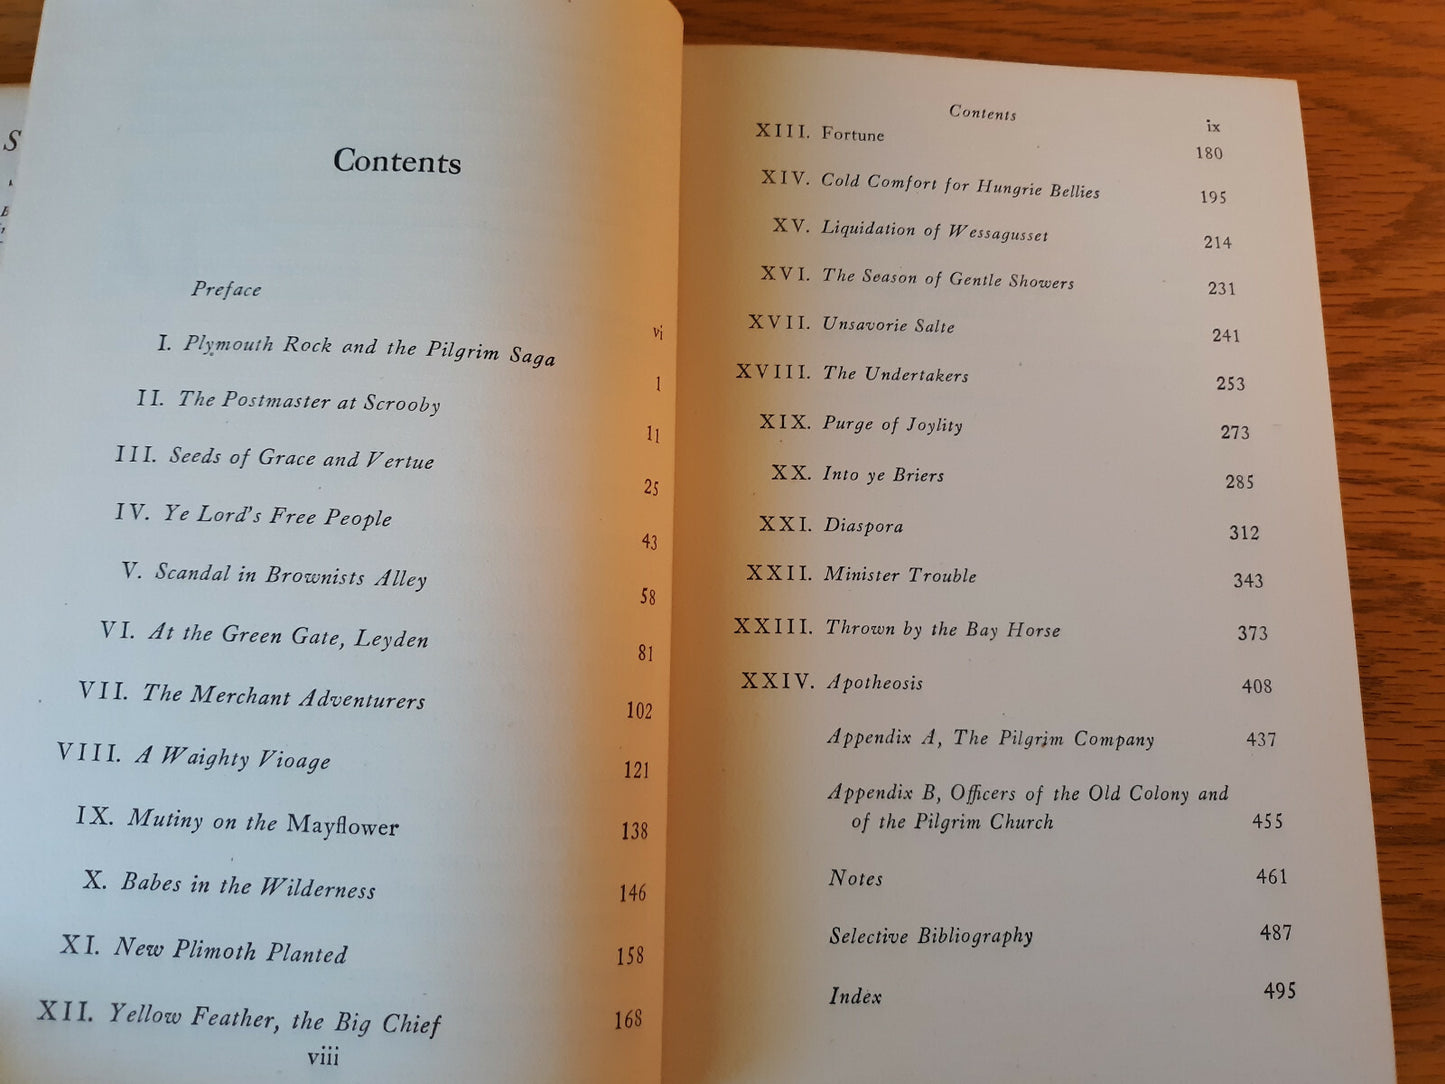 Contents
Preface vi
I. Plymouth Rock and the Pilgrim Saga 1
II. The Postmaster at Scrooby 11
III. Seeds of Grace and Vertue 25
IV. Ye Lord's Free People 43
V. Scandal in Brownists Alley 58
VI. At the Green Gate, Leyden 81
VII. The Merchant Adventurers 102
VIII. A Waighty Vioage 121
IX. Mutiny on the Mayflower 138
X. Babes in the Wilderness 146
XI. New Plimoth Planted 158
XII. Yellow Feather, the Big Chief 168
viii
Contents ix
XIII. Fortune 180
XIV. Cold Comfort for Hungrie Bellies 195
XV. Liquidation of Wessagusset 214
XVI. The Season of Gentle Showers 231
XVII. Unsavorie Salte 241
XVIII. The Undertakers 253
XIX. Purge of Joylity 273
XX. Into ye Briers 285
XXI. Diaspora 312
XXII. Minister Trouble 343
XXIII. Thrown by the Bay Horse 373
XXIV. Apotheosis 408
Appendix A, The Pilgrim Company 437
Appendix B, Officers of the Old Colony and
of the Pilgrim Church 455
Notes 461
Selective Bibliography 487
Index 495